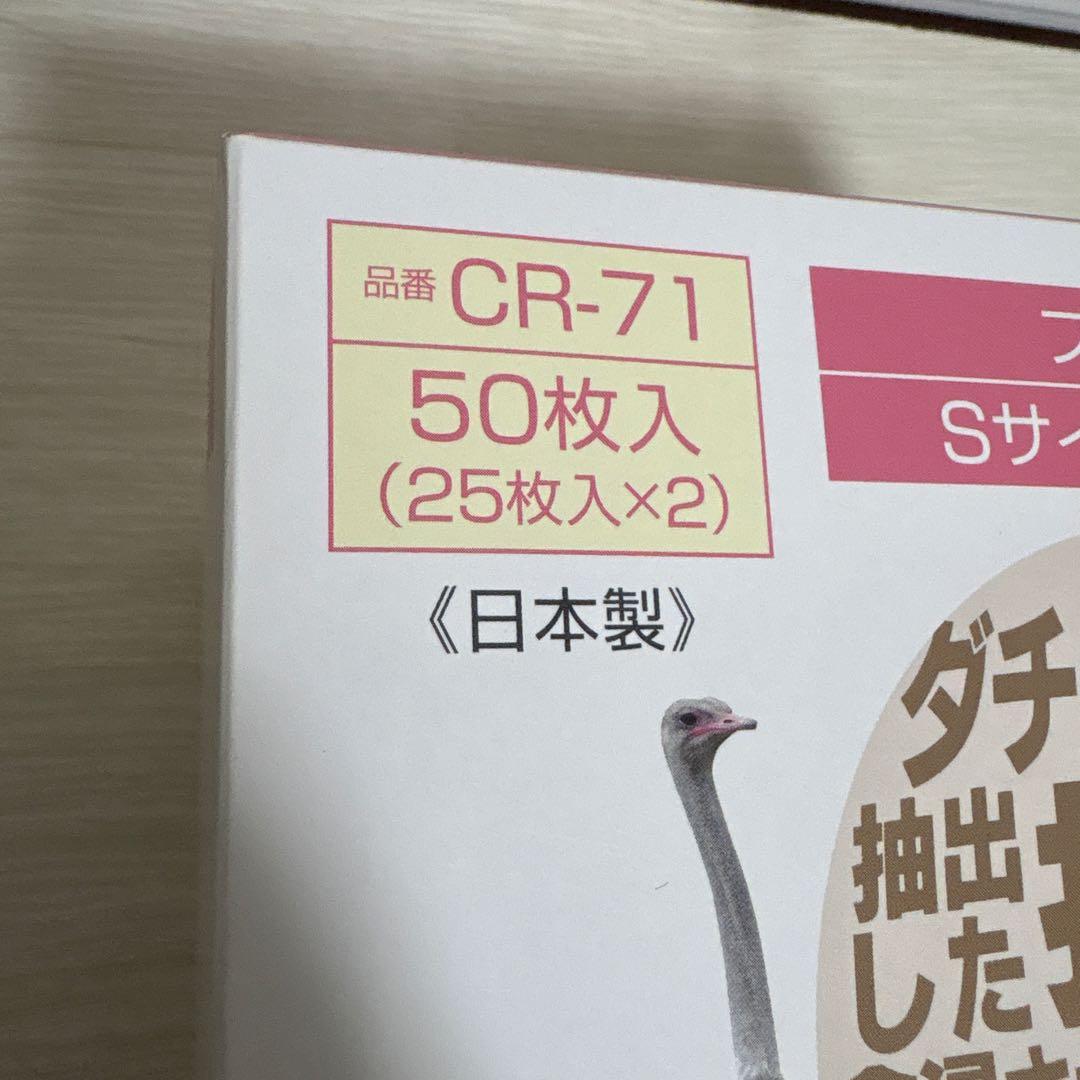 品番 CR-71
50枚入
(25枚入×2)
《日本製》
Sサイ
ダチ
抽出
した